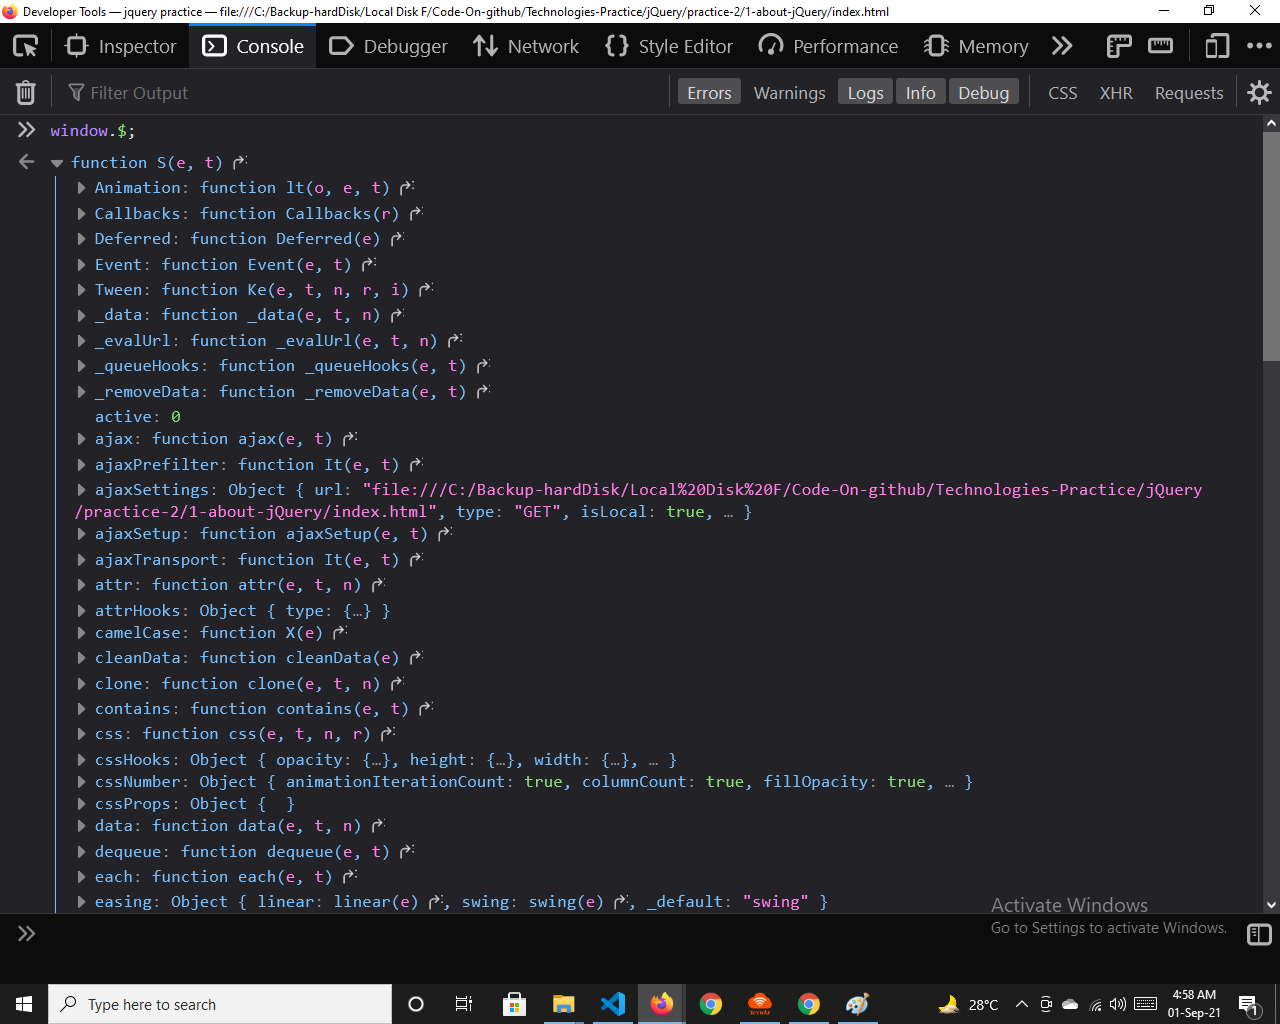 Developer Tools — jquery practice — file:///C:/Backup-hardDisk/Local Disk F/Code-On-github/Technologies-Practice/jQuery/practice-2/1-about-jQuery/index.html
Inspector Console Debugger Network Style Editor Performance Memory
Filter Output Errors Warnings Logs Info Debug CSS XHR Requests
window.$;
function S(e, t)
Animation: function lt(o, e, t)
Callbacks: function Callbacks(r)
Deferred: function Deferred(e)
Event: function Event(e, t)
Tween: function Ke(e, t, n, r, i)
_data: function _data(e, t, n)
_evalUrl: function _evalUrl(e, t, n)
_queueHooks: function _queueHooks(e, t)
_removeData: function _removeData(e, t)
active: 0
ajax: function ajax(e, t)
ajaxPrefilter: function It(e, t)
ajaxSettings: Object { url: "file:///C:/Backup-hardDisk/Local%20Disk%20F/Code-On-github/Technologies-Practice/jQuery
/practice-2/1-about-jQuery/index.html", type: "GET", isLocal: true, … }
ajaxSetup: function ajaxSetup(e, t)
ajaxTransport: function It(e, t)
attr: function attr(e, t, n)
attrHooks: Object { type: {…} }
camelCase: function X(e)
cleanData: function cleanData(e)
clone: function clone(e, t, n)
contains: function contains(e, t)
css: function css(e, t, n, r)
cssHooks: Object { opacity: {…}, height: {…}, width: {…}, … }
cssNumber: Object { animationIterationCount: true, columnCount: true, fillOpacity: true, … }
cssProps: Object {  }
data: function data(e, t, n)
dequeue: function dequeue(e, t)
each: function each(e, t)
easing: Object { linear: linear(e), swing: swing(e), _default: "swing" }
Activate Windows
Go to Settings to activate Windows.
Type here to search
28°C
4:58 AM
01-Sep-21
1